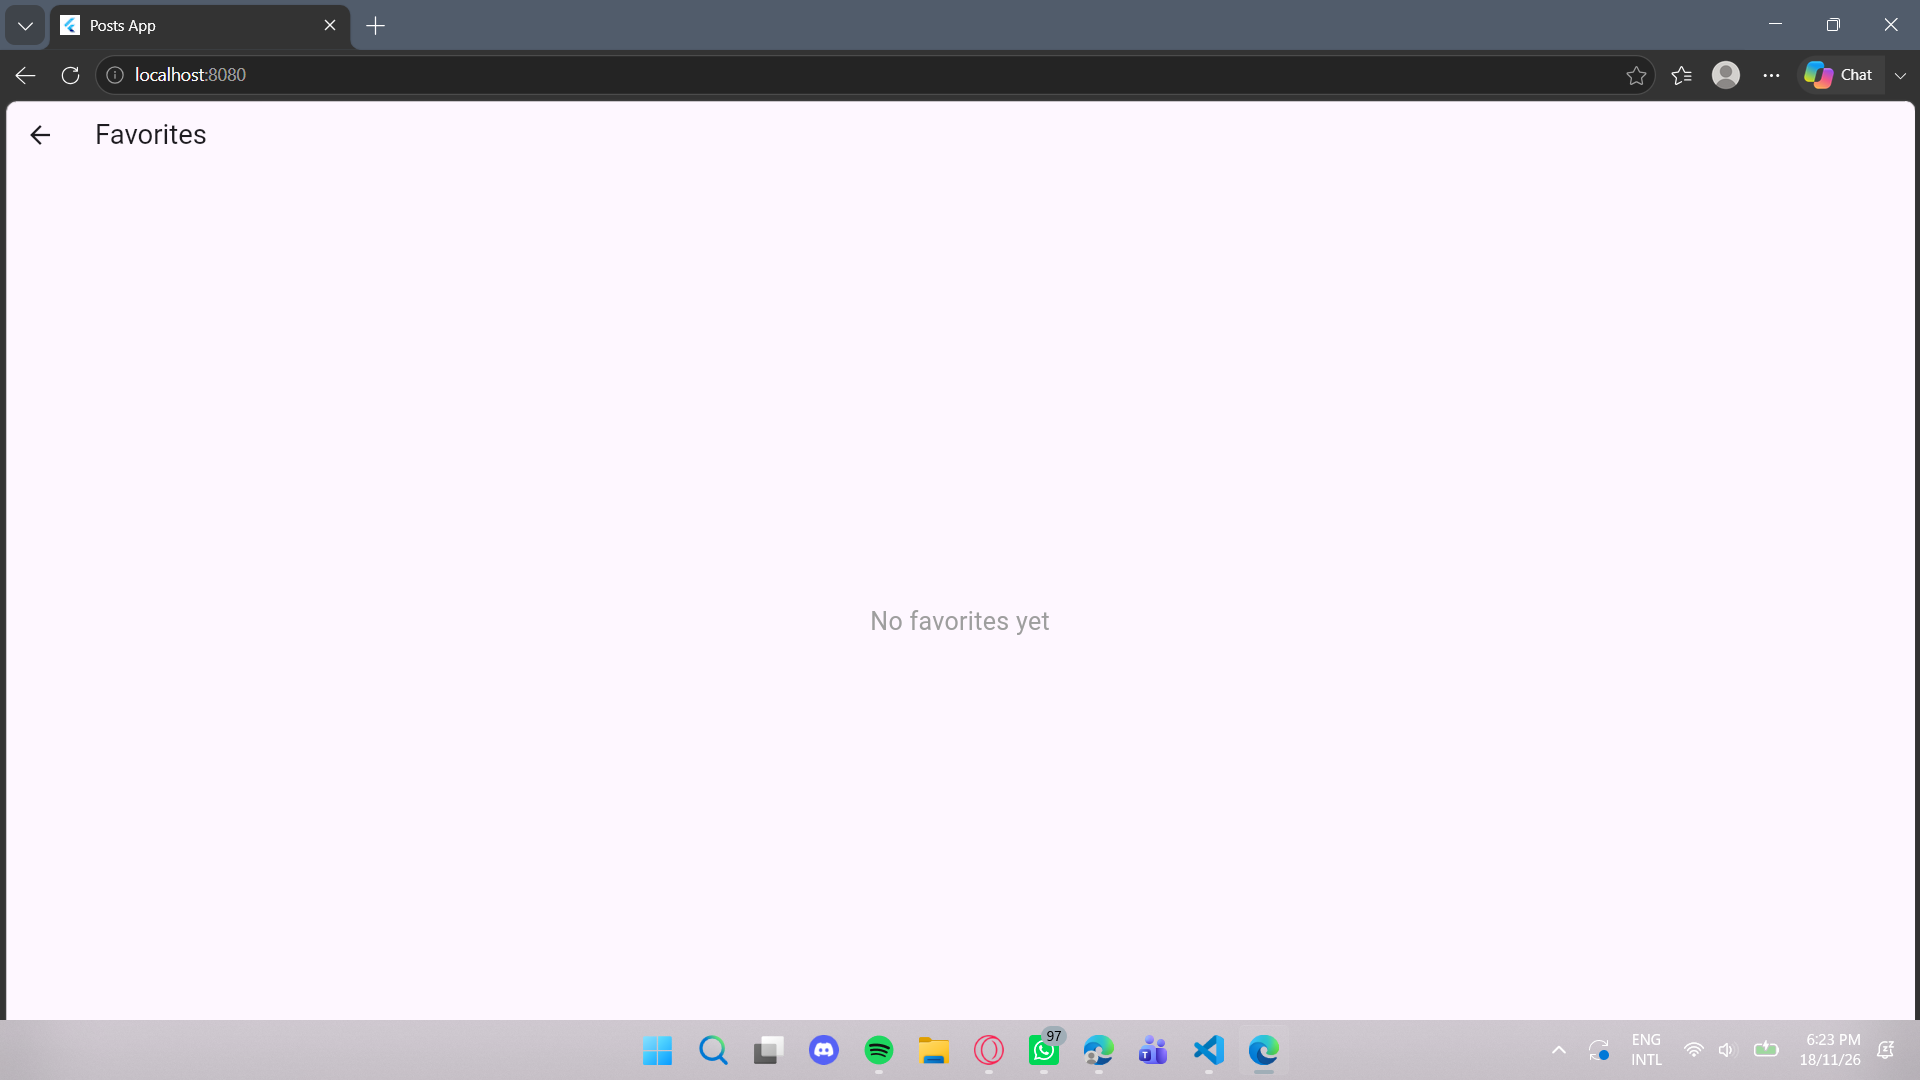 Posts App
localhost:8080
Chat
Favorites
No favorites yet
97
ENG
INTL
6:23 PM
18/11/26